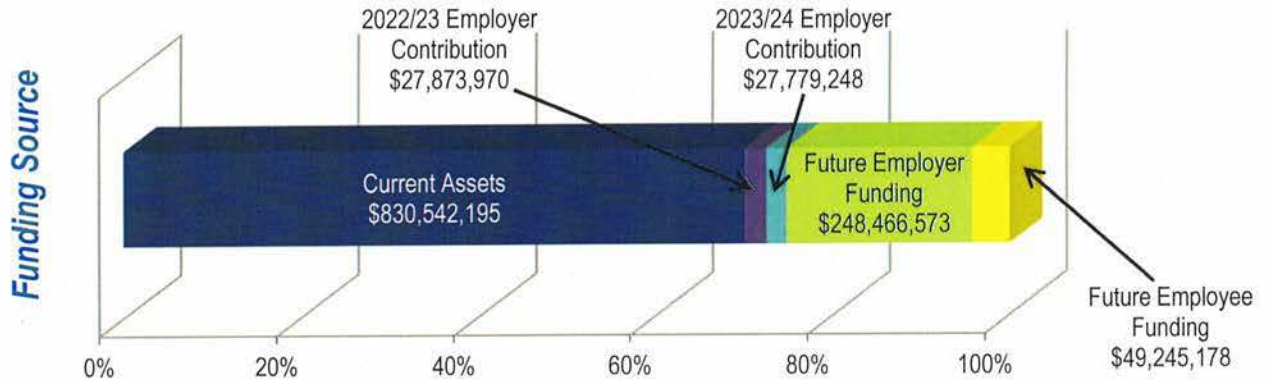 Funding Source
2022/23 Employer
Contribution
$27,873,970
2023/24 Employer
Contribution
$27,779,248
Current Assets
$830,542,195
Future Employer
Funding
$248,466,573
Future Employee
Funding
$49,245,178
0%
20%
40%
60%
80%
100%